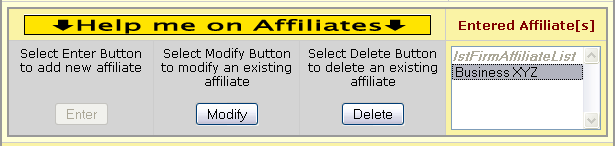 Help me on Affiliates
Entered Affiliate[s]
Select Enter Button
to add new affiliate
Enter
Select Modify Button
to modify an existing
affiliate
Modify
Select Delete Button
to delete an existing
affiliate
Delete
lstFirmAffiliateList
Business XYZ